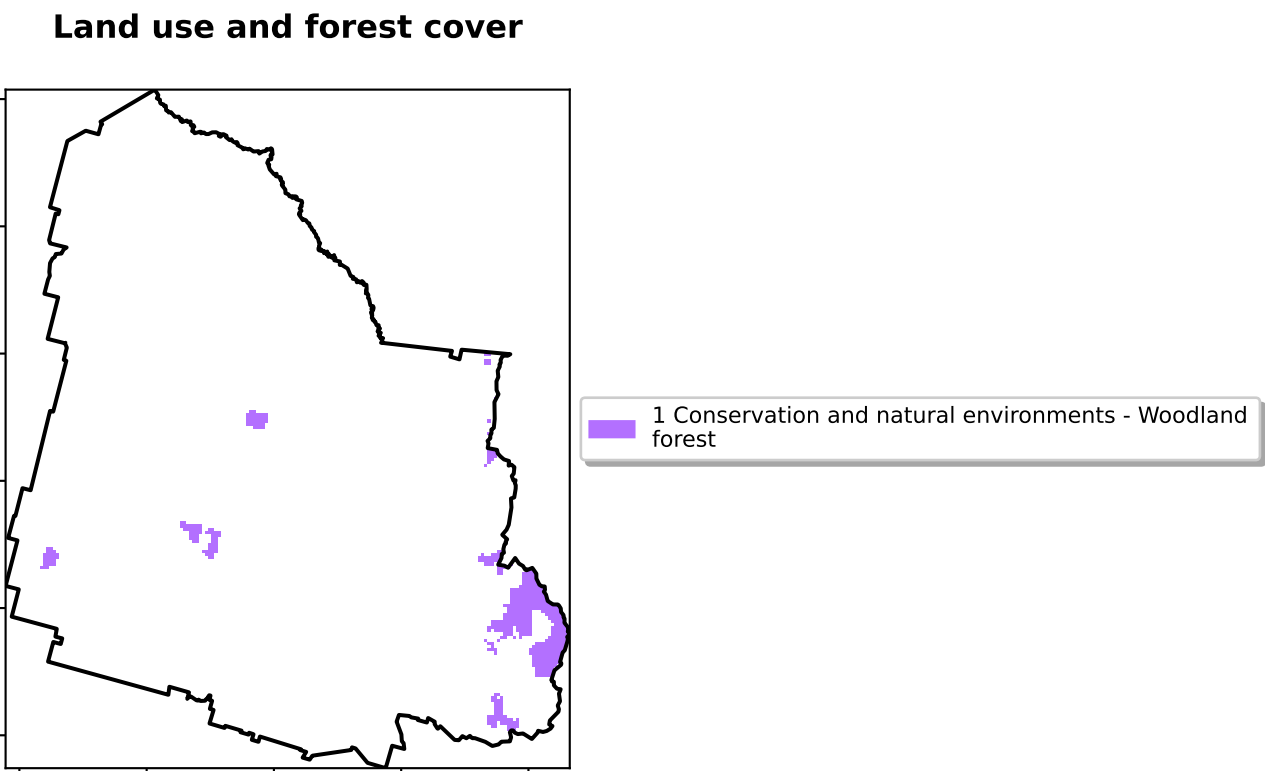 Land use and forest cover
1 Conservation and natural environments - Woodland
forest